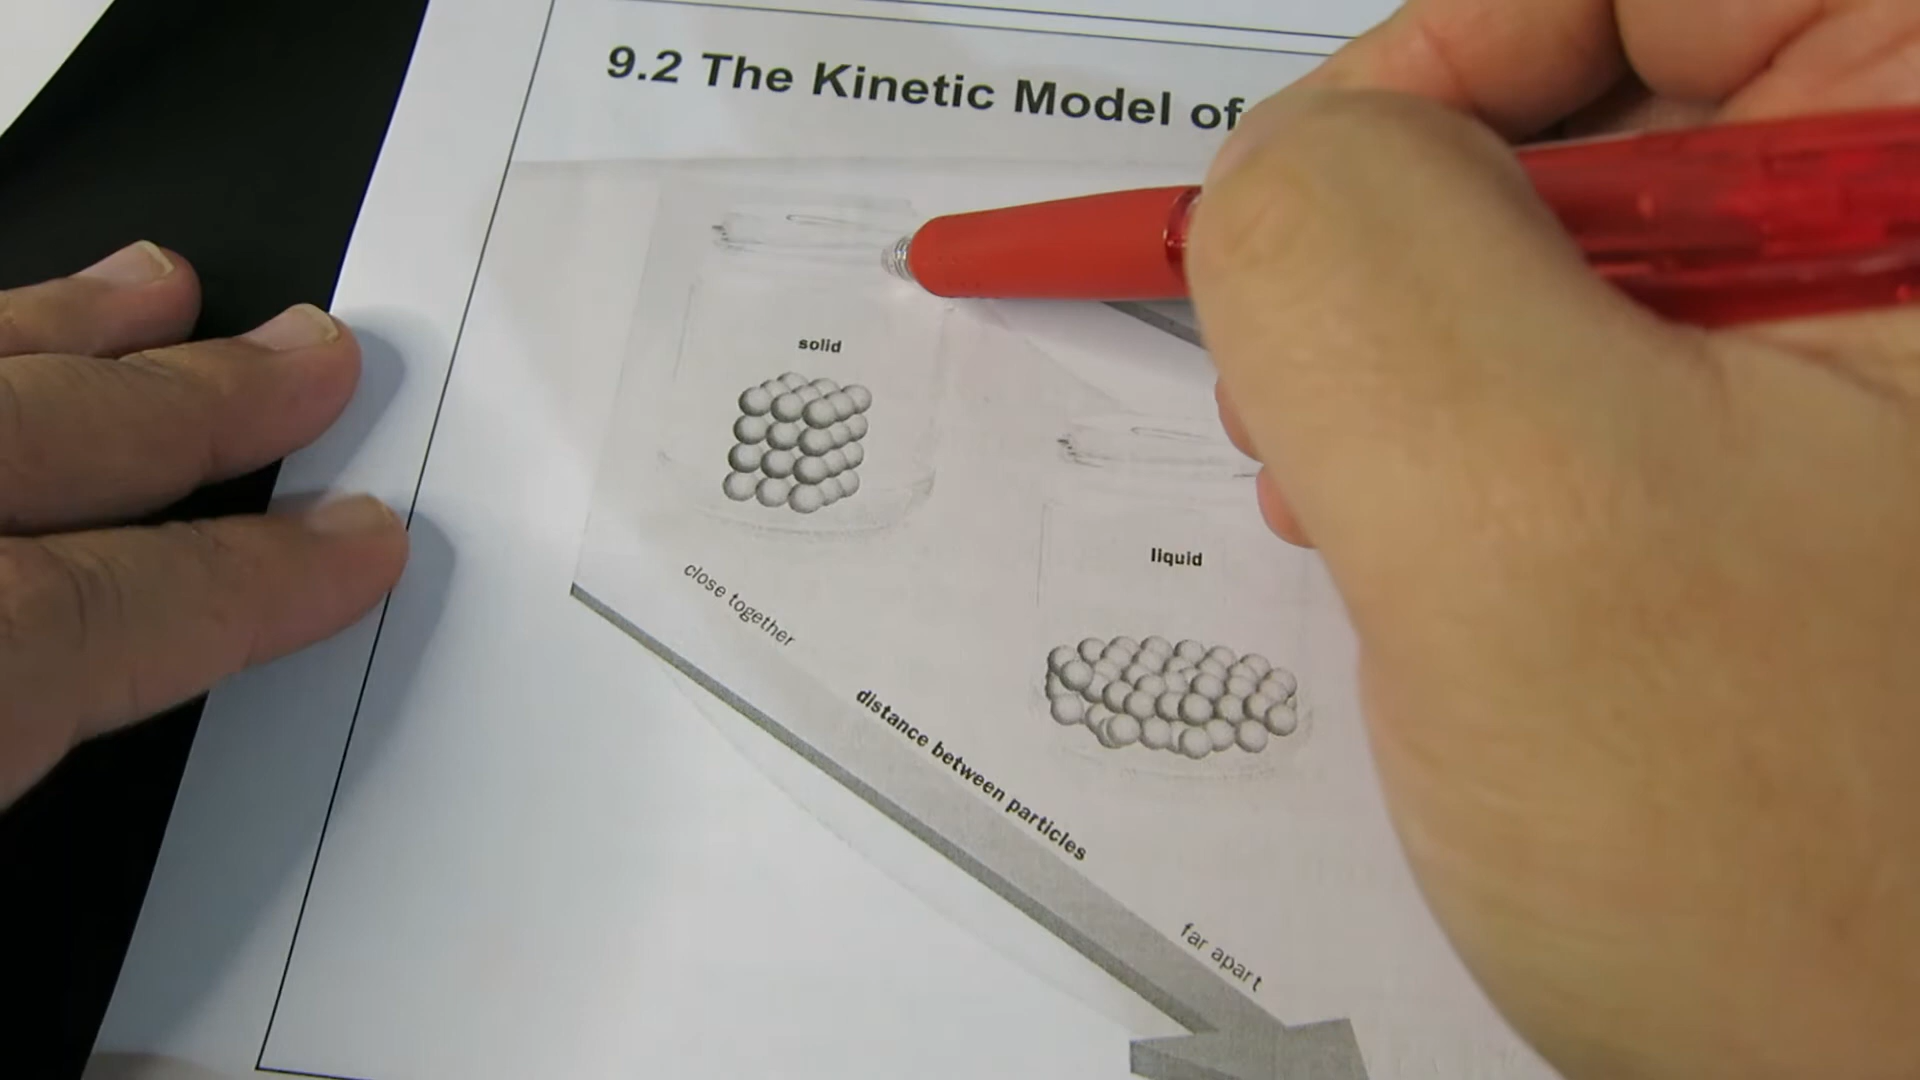 9.2 The Kinetic Model of
solid
liquid
close together
distance between particles
far apart